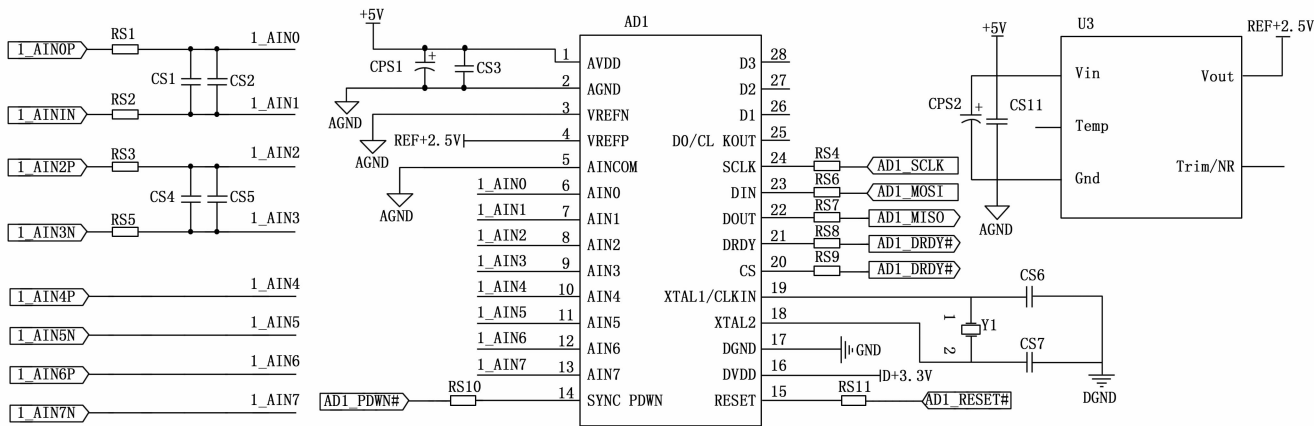 1_AIN0P RS1 1_AIN0
CS1 CS2
1_AIN1N RS2 1_AIN1
1_AIN2P RS3 1_AIN2
CS4 CS5
1_AIN3N RS5 1_AIN3
1_AIN4P 1_AIN4
1_AIN5N 1_AIN5
1_AIN6P 1_AIN6
1_AIN7N 1_AIN7
+5V
CPS1 + CS3
AGND
AGND
REF+2.5V
AGND
1_AIN0
1_AIN1
1_AIN2
1_AIN3
1_AIN4
1_AIN5
1_AIN6
1_AIN7
AD1_PDWN# RS10
AD1
1 AVDD
2 AGND
3 VREFN
4 VREFP
5 AINCOM
6 AIN0
7 AIN1
8 AIN2
9 AIN3
10 AIN4
11 AIN5
12 AIN6
13 AIN7
14 SYNC PDWN
D3 28
D2 27
D1 26
D0/CL KOUT 25
SCLK 24 RS4 AD1_SCLK
DIN 23 RS6 AD1_MOSI
DOUT 22 RS7 AD1_MISO
DRDY 21 RS8 AD1_DRDY#
CS 20 RS9 AD1_DRDY#
XTAL1/CLKIN 19
XTAL2 18
DGND 17 GND
DVDD 16 D+3.3V
RESET 15 RS11 AD1_RESET#
CS6
1 Y1
2
CS7
DGND
+5V
CPS2 + CS11
AGND
U3
Vin
Temp
Gnd
Vout
Trim/NR
REF+2.5V